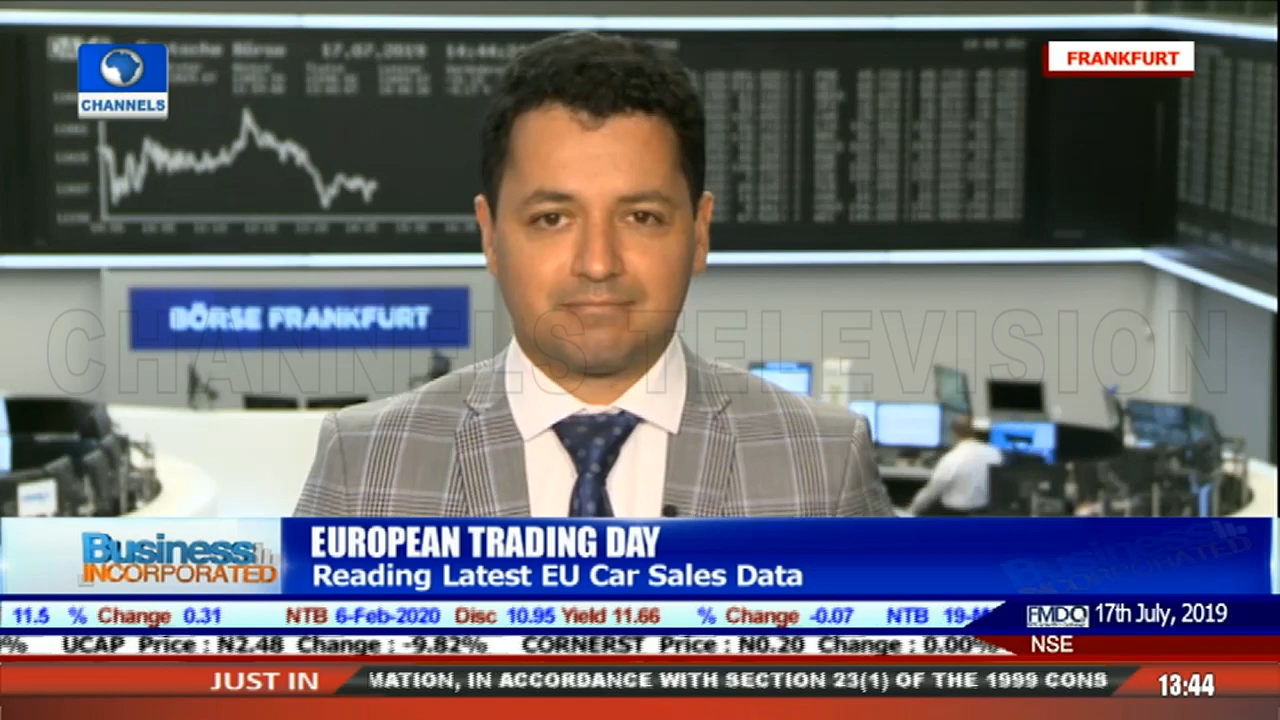 Deutsche Börse 17.07.2019
FRANKFURT
CHANNELS
BÖRSE FRANKFURT
CHANNELS TELEVISION
Business
INCORPORATED
EUROPEAN TRADING DAY
Reading Latest EU Car Sales Data
11.5 % Change 0.31 NTB 6-Feb-2020 Disc 10.95 Yield 11.66 % Change -0.07 NTB 19-M
FMDQ 17th July, 2019
% UCAP Price : N2.48 Change : -9.82% CORNERST Price : N0.20 Change : 0.00%
NSE
JUST IN
MATION, IN ACCORDANCE WITH SECTION 23(1) OF THE 1999 CONS
13:44